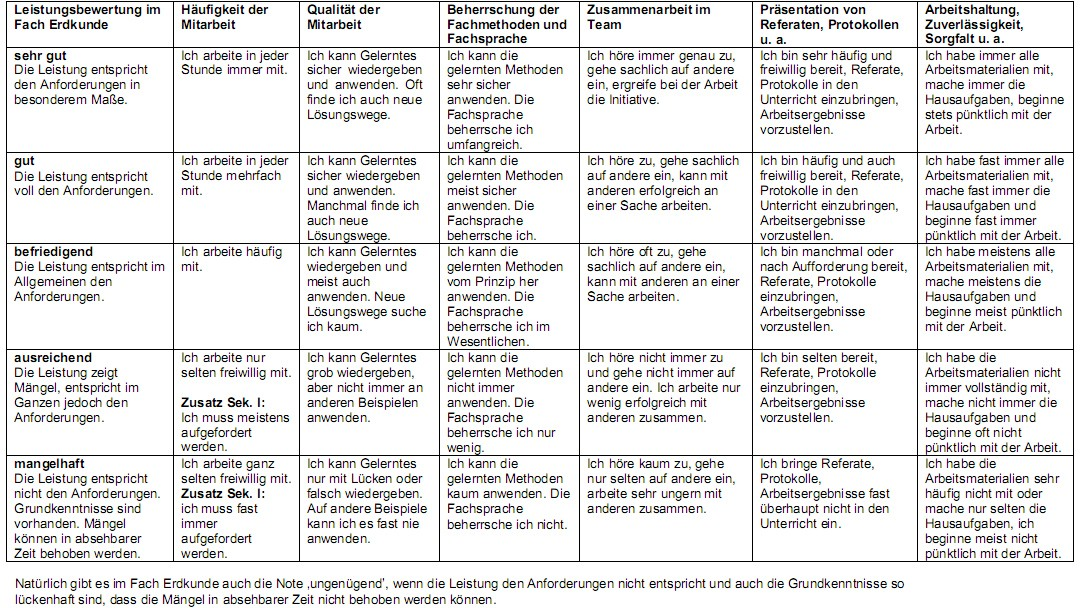 Leistungsbewertung im
Fach Erdkunde
Häufigkeit der
Mitarbeit
Qualität der
Mitarbeit
Beherrschung der
Fachmethoden und
Fachsprache
Zusammenarbeit im
Team
Präsentation von
Referaten, Protokollen
u. a.
Arbeitshaltung,
Zuverlässigkeit,
Sorgfalt u. a.
sehr gut
Die Leistung entspricht
den Anforderungen in
besonderem Maße.
Ich arbeite in jeder
Stunde immer mit.
Ich kann Gelerntes
sicher wiedergeben
und anwenden. Oft
finde ich auch neue
Lösungswege.
Ich kann die
gelernten Methoden
sehr sicher
anwenden. Die
Fachsprache
beherrsche ich
umfangreich.
Ich höre immer genau zu,
gehe sachlich auf andere
ein, ergreife bei der Arbeit
die Initiative.
Ich bin sehr häufig und
freiwillig bereit, Referate,
Protokolle in den
Unterricht einzubringen,
Arbeitsergebnisse
vorzustellen.
Ich habe immer alle
Arbeitsmaterialien mit,
mache immer die
Hausaufgaben, beginne
stets pünktlich mit der
Arbeit.
gut
Die Leistung entspricht
voll den Anforderungen.
Ich arbeite in jeder
Stunde mehrfach
mit.
Ich kann Gelerntes
sicher wiedergeben
und anwenden.
Manchmal finde ich
auch neue
Lösungswege.
Ich kann die
gelernten Methoden
meist sicher
anwenden. Die
Fachsprache
beherrsche ich.
Ich höre zu, gehe sachlich
auf andere ein, kann mit
anderen erfolgreich an
einer Sache arbeiten.
Ich bin häufig und auch
freiwillig bereit, Referate,
Protokolle in den
Unterricht einzubringen,
Arbeitsergebnisse
vorzustellen.
Ich habe fast immer alle
Arbeitsmaterialien mit,
mache fast immer die
Hausaufgaben und
beginne fast immer
pünktlich mit der Arbeit.
befriedigend
Die Leistung entspricht im
Allgemeinen den
Anforderungen.
Ich arbeite häufig
mit.
Ich kann Gelerntes
wiedergeben und
meist auch
anwenden. Neue
Lösungswege suche
ich kaum.
Ich kann die
gelernten Methoden
vom Prinzip her
anwenden. Die
Fachsprache
beherrsche ich im
Wesentlichen.
Ich höre oft zu, gehe
sachlich auf andere ein,
kann mit anderen an einer
Sache arbeiten.
Ich bin manchmal oder
nach Aufforderung bereit,
Referate, Protokolle
einzubringen,
Arbeitsergebnisse
vorzustellen.
Ich habe meistens alle
Arbeitsmaterialien mit,
mache meistens die
Hausaufgaben und
beginne meist pünktlich
mit der Arbeit.
ausreichend
Die Leistung zeigt
Mängel, entspricht im
Ganzen jedoch den
Anforderungen.
Ich arbeite nur
selten freiwillig mit.
Zusatz Sek. I:
Ich muss meistens
aufgefordert
werden.
Ich kann Gelerntes
grob wiedergeben,
aber nicht immer an
anderen Beispielen
anwenden.
Ich kann die
gelernten Methoden
nicht immer
anwenden. Die
Fachsprache
beherrsche ich nur
wenig.
Ich höre nicht immer zu
und gehe nicht immer auf
andere ein. Ich arbeite nur
wenig erfolgreich mit
anderen zusammen.
Ich bin selten bereit,
Referate, Protokolle
einzubringen,
Arbeitsergebnisse
vorzustellen.
Ich habe die
Arbeitsmaterialien nicht
immer vollständig mit,
mache nicht immer die
Hausaufgaben und
beginne oft nicht
pünktlich mit der Arbeit.
mangelhaft
Die Leistung entspricht
nicht den Anforderungen.
Grundkenntnisse sind
vorhanden. Mängel
können in absehbarer
Zeit behoben werden.
Ich arbeite ganz
selten freiwillig mit.
Zusatz Sek. I:
ich muss fast
immer
aufgefordert
werden.
Ich kann Gelerntes
nur mit Lücken oder
falsch wiedergeben.
Auf andere Beispiele
kann ich es fast nie
anwenden.
Ich kann die
gelernten Methoden
kaum anwenden. Die
Fachsprache
beherrsche ich nicht.
Ich höre kaum zu, gehe
nur selten auf andere ein,
arbeite sehr ungern mit
anderen zusammen.
Ich bringe Referate,
Protokolle,
Arbeitsergebnisse fast
überhaupt nicht in den
Unterricht ein.
Ich habe die
Arbeitsmaterialien sehr
häufig nicht mit oder
mache nur selten die
Hausaufgaben, ich
beginne meist nicht
pünktlich mit der Arbeit.
Natürlich gibt es im Fach Erdkunde auch die Note ‚ungenügend’, wenn die Leistung den Anforderungen nicht entspricht und auch die Grundkenntnisse so
lückenhaft sind, dass die Mängel in absehbarer Zeit nicht behoben werden können.